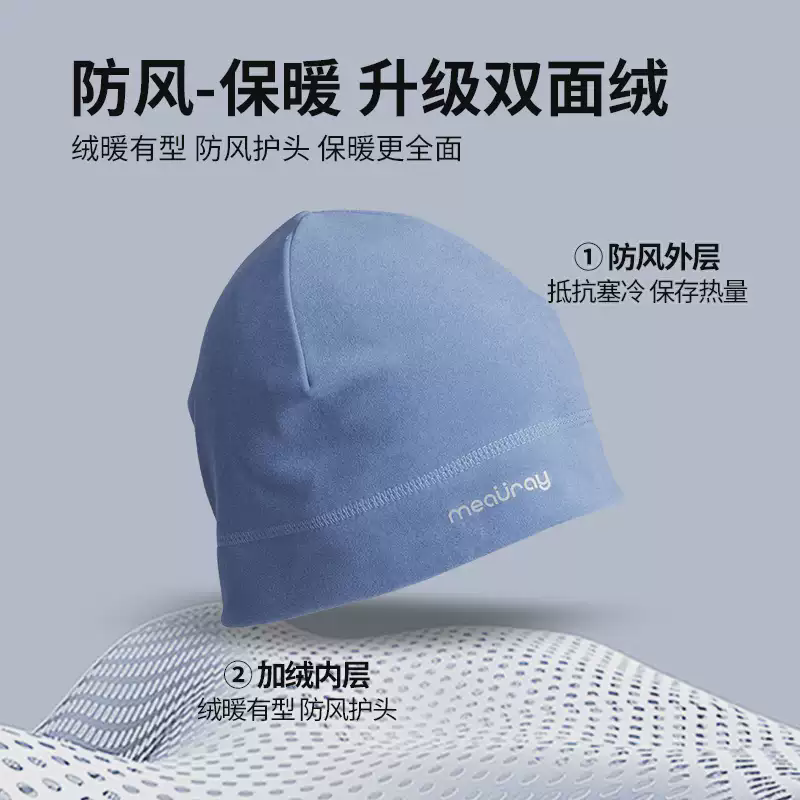 防风-保暖 升级双面绒
绒暖有型 防风护头 保暖更全面
① 防风外层
抵抗塞冷 保存热量
meaUray
② 加绒内层
绒暖有型 防风护头